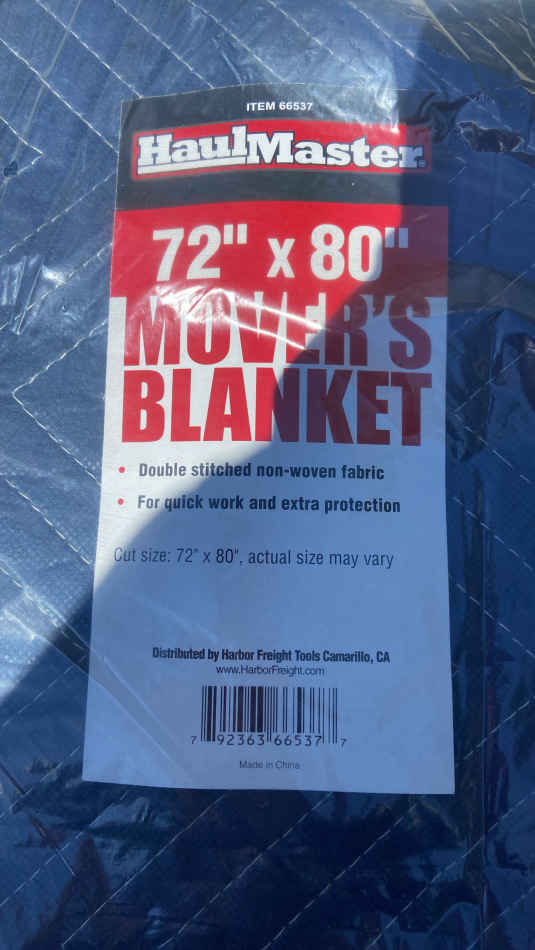 ITEM 66537
HaulMaster®
72" x 80"
MOVER'S
BLANKET
• Double stitched non-woven fabric
• For quick work and extra protection
Cut size: 72" x 80", actual size may vary
Distributed by Harbor Freight Tools Camarillo, CA
www.HarborFreight.com
7 92363 66537 7
Made in China